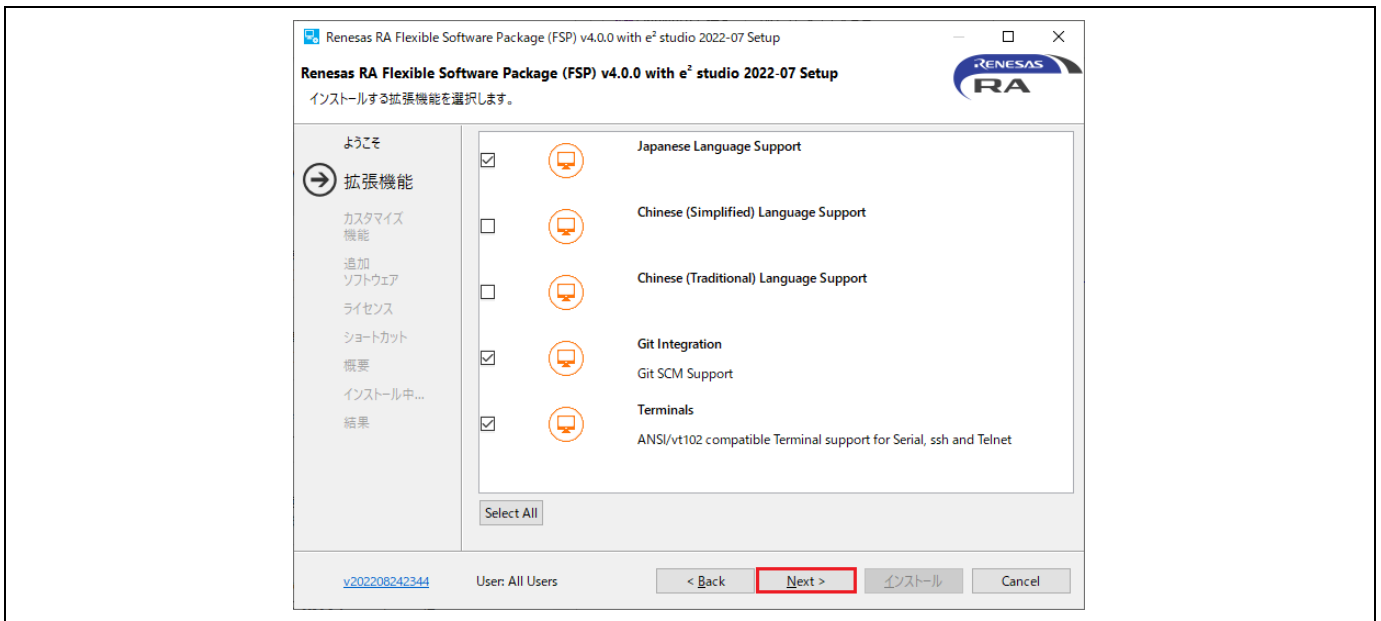 Renesas RA Flexible Software Package (FSP) v4.0.0 with e² studio 2022-07 Setup
Renesas RA Flexible Software Package (FSP) v4.0.0 with e² studio 2022-07 Setup
インストールする拡張機能を選択します。
RENESAS
RA
ようこそ
拡張機能
カスタマイズ
機能
追加
ソフトウェア
ライセンス
ショートカット
概要
インストール中...
結果
Japanese Language Support
Chinese (Simplified) Language Support
Chinese (Traditional) Language Support
Git Integration
Git SCM Support
Terminals
ANSI/vt102 compatible Terminal support for Serial, ssh and Telnet
Select All
v202208242344 User: All Users < Back Next > インストール Cancel